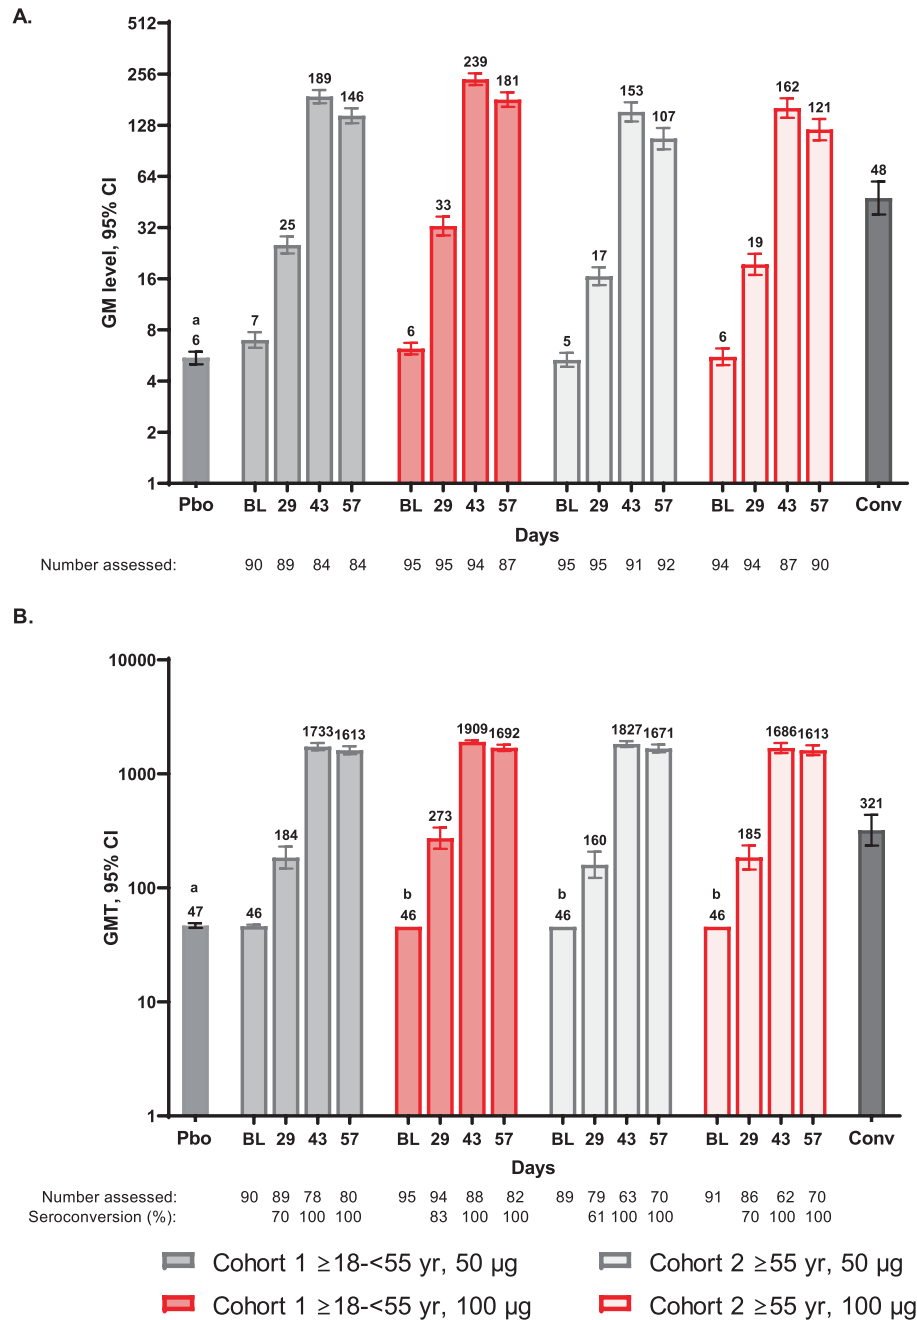 A.
512
256
128
64
32
16
8
4
2
1
GM level, 95% CI
a
6
7
25
189
146
6
33
239
181
5
17
153
107
6
19
162
121
48
Pbo BL 29 43 57 BL 29 43 57 BL 29 43 57 BL 29 43 57 Conv
Days
Number assessed: 90 89 84 84 95 95 94 87 95 95 91 92 94 94 87 90
B.
10000
1000
100
10
1
GMT, 95% CI
a
47
46
184
1733
1613
b
46
273
1909
1692
b
46
160
1827
1671
b
46
185
1686
1613
321
Pbo BL 29 43 57 BL 29 43 57 BL 29 43 57 BL 29 43 57 Conv
Days
Number assessed: 90 89 78 80 95 94 88 82 89 79 63 70 91 86 62 70
Seroconversion (%): 70 100 100 83 100 100 61 100 100 70 100 100
Cohort 1 ≥18-<55 yr, 50 µg
Cohort 2 ≥55 yr, 50 µg
Cohort 1 ≥18-<55 yr, 100 µg
Cohort 2 ≥55 yr, 100 µg